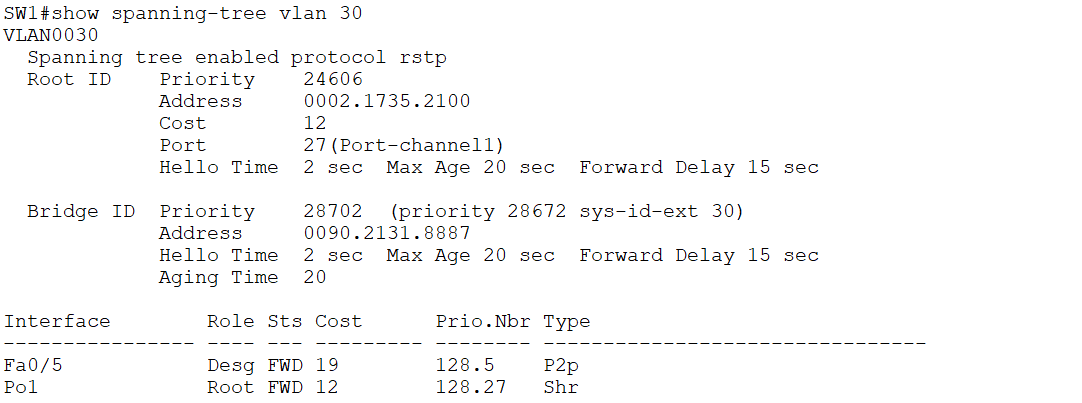 SW1#show spanning-tree vlan 30
VLAN0030
  Spanning tree enabled protocol rstp
  Root ID    Priority    24606
             Address     0002.1735.2100
             Cost        12
             Port        27(Port-channel1)
             Hello Time  2 sec  Max Age 20 sec  Forward Delay 15 sec

  Bridge ID  Priority    28702  (priority 28672 sys-id-ext 30)
             Address     0090.2131.8887
             Hello Time  2 sec  Max Age 20 sec  Forward Delay 15 sec
             Aging Time  20

Interface        Role Sts Cost      Prio.Nbr Type
---------------- ---- --- --------- -------- --------------------------------
Fa0/5            Desg FWD 19        128.5    P2p
Po1              Root FWD 12        128.27   Shr